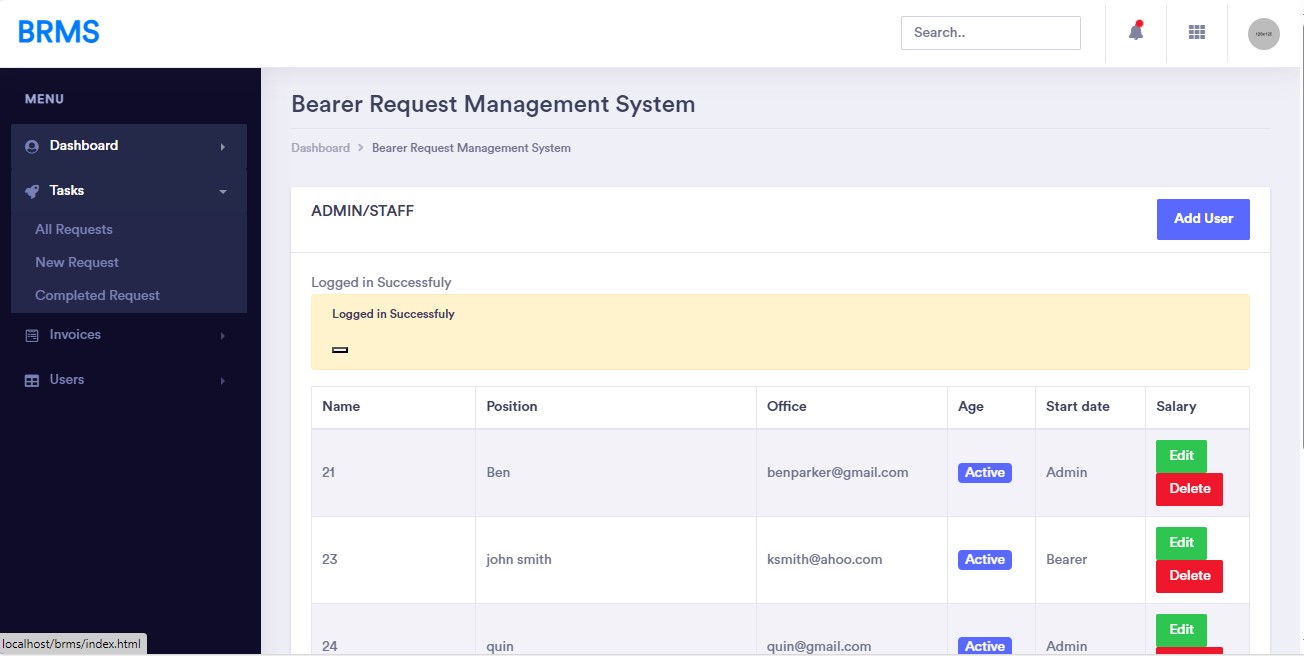 BRMS
Search..
MENU
Dashboard
Tasks
All Requests
New Request
Completed Request
Invoices
Users
Bearer Request Management System
Dashboard > Bearer Request Management System
ADMIN/STAFF
Add User
Logged in Successfuly
Logged in Successfuly
Name Position Office Age Start date Salary
21 Ben benparker@gmail.com Active Admin Edit
Delete
23 john smith ksmith@ahoo.com Active Bearer Edit
Delete
24 quin quin@gmail.com Active Admin Edit
localhost/brms/index.html